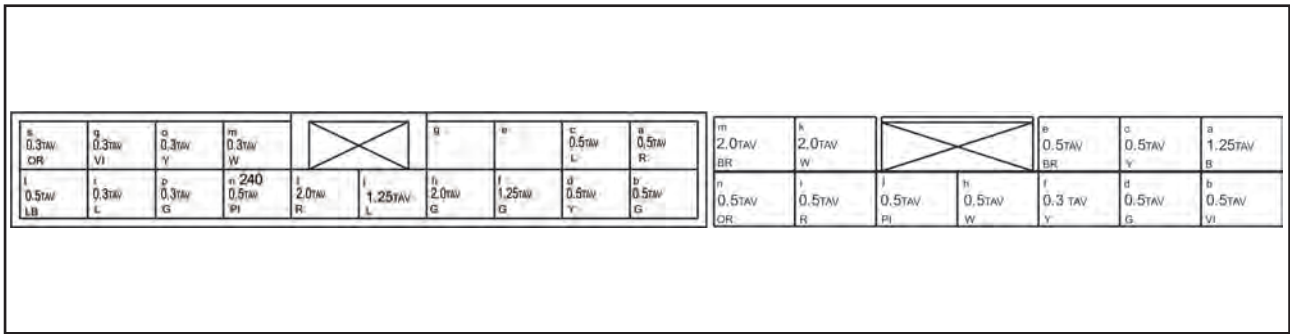 s q o m g e c a
0.3TAV 0.3TAV 0.3TAV 0.3TAV 0.5TAV 0.5TAV
OR VI Y W L R
p n 240 j h f d b
0.5TAV 0.3TAV 0.3TAV 0.5TAV 2.0TAV 1.25TAV 2.0TAV 1.25TAV 0.5TAV 0.5TAV
LB L G PI R L G G Y G
m k e c a
2.0TAV 2.0TAV 0.5TAV 0.5TAV 1.25TAV
BR W BR Y B
n j h f d b
0.5TAV 0.5TAV 0.5TAV 0.5TAV 0.3 TAV 0.5TAV 0.5TAV
OR R PI W Y G VI